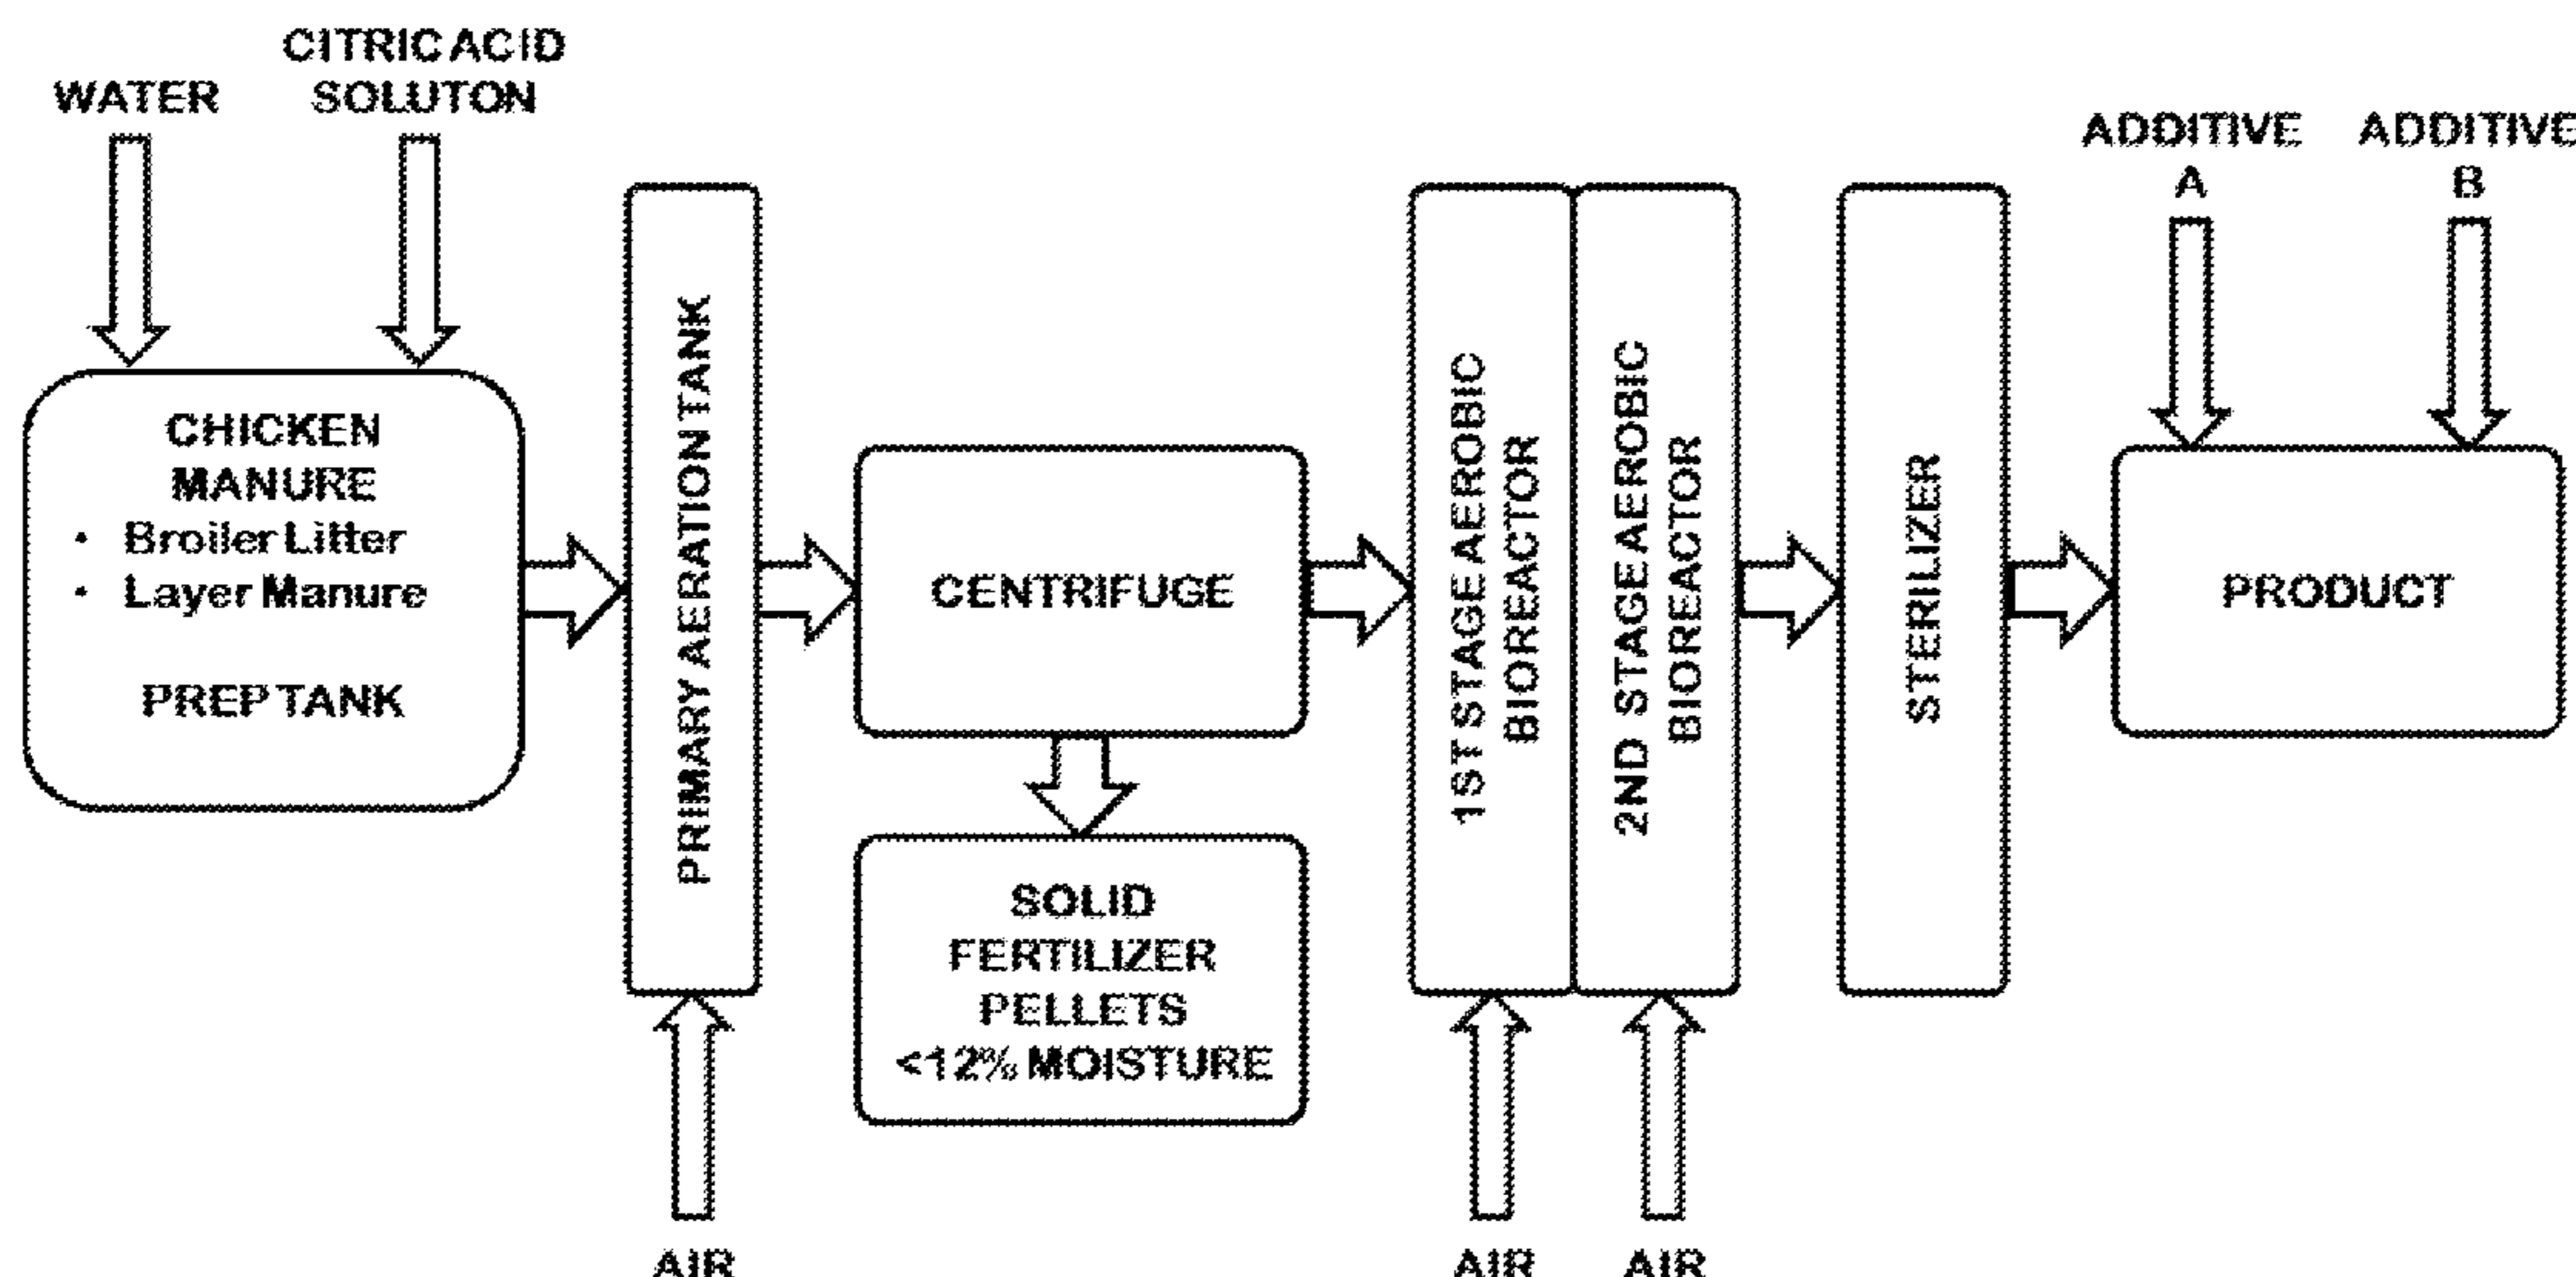 WATER
CITRIC ACID
SOLUTON
CHICKEN
MANURE
• Broiler Litter
• Layer Manure
PREP TANK
PRIMARY AERATION TANK
AIR
CENTRIFUGE
SOLID
FERTILIZER
PELLETS
<12% MOISTURE
1ST STAGE AEROBIC
BIOREACTOR
AIR
2ND STAGE AEROBIC
BIOREACTOR
AIR
STERILIZER
ADDITIVE
A
ADDITIVE
B
PRODUCT